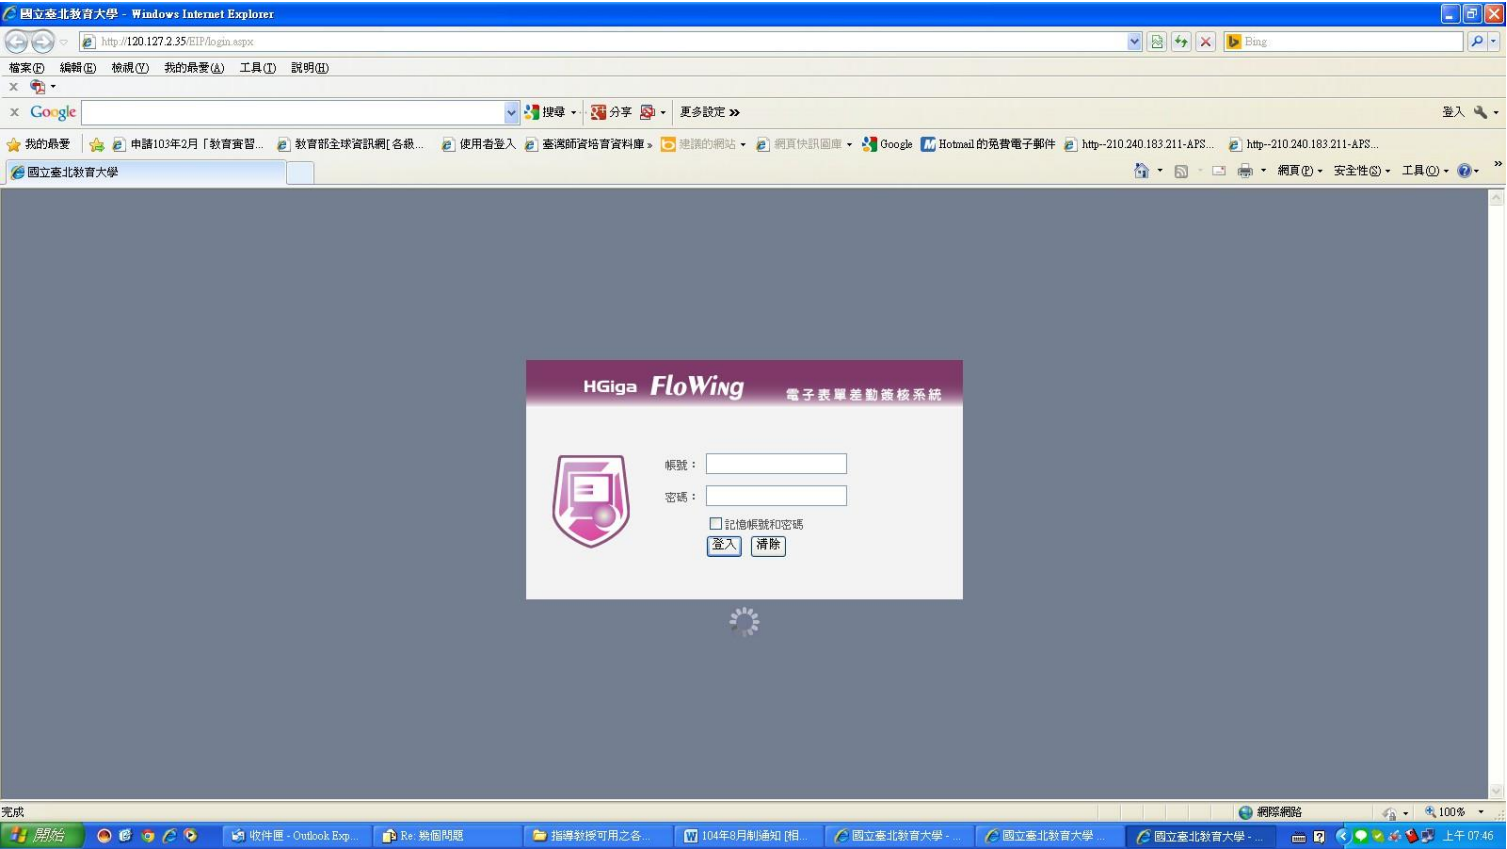 國立臺北教育大學 - Windows Internet Explorer
http://120.127.2.35/EIP/login.aspx
Bing
檔案(F) 編輯(E) 檢視(V) 我的最愛(A) 工具(T) 說明(H)
x
x Google 搜尋 分享 更多設定 » 登入
我的最愛 申請103年2月「教育實習... 教育部全球資訊網[各級... 使用者登入 臺灣師資培育資料庫 » 建議的網站 網頁快訊圖庫 Google Hotmail 的免費電子郵件 http--210.240.183.211-APS... http--210.240.183.211-APS...
國立臺北教育大學 網頁(P) 安全性(S) 工具(O) »
HGiga FloWing 電子表單差勤簽核系統
帳號：
密碼：
記憶帳號和密碼
登入 清除
完成 網際網路 100%
開始 收件匣 - Outlook Exp... Re: 幾個問題 指導教授可用之各... 104年8月制通知 [相... 國立臺北教育大學 - ... 國立臺北教育大學 ... 國立臺北教育大學 - ... 上午 07:46